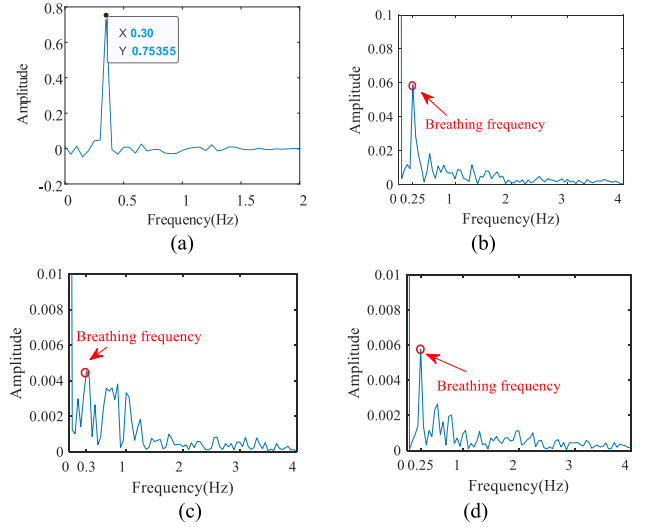 0.8
0.6
0.4
0.2
0
-0.2
Amplitude
X 0.30
Y 0.75355
0 0.5 1 1.5 2
Frequency(Hz)
(a)
0.1
0.08
0.06
0.04
0.02
0
Amplitude
Breathing frequency
0 0.25 1 2 3 4
Frequency(Hz)
(b)
0.01
0.008
0.006
0.004
0.002
0
Amplitude
Breathing frequency
0 0.3 1 2 3 4
Frequency(Hz)
(c)
0.01
0.008
0.006
0.004
0.002
0
Amplitude
Breathing frequency
0 0.25 1 2 3 4
Frequency(Hz)
(d)